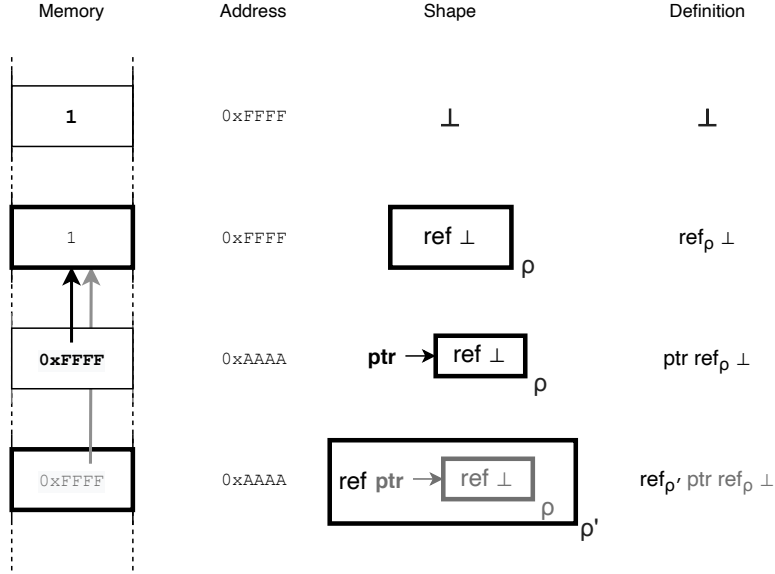 Memory Address Shape Definition
1 0xFFFF ⊥ ⊥
1 0xFFFF ref ⊥ ρ refρ ⊥
0xFFFF 0xAAAA ptr ref ⊥ ρ ptr refρ ⊥
0xFFFF 0xAAAA ref ptr ref ⊥ ρ ρ' refρ′ ptr refρ ⊥